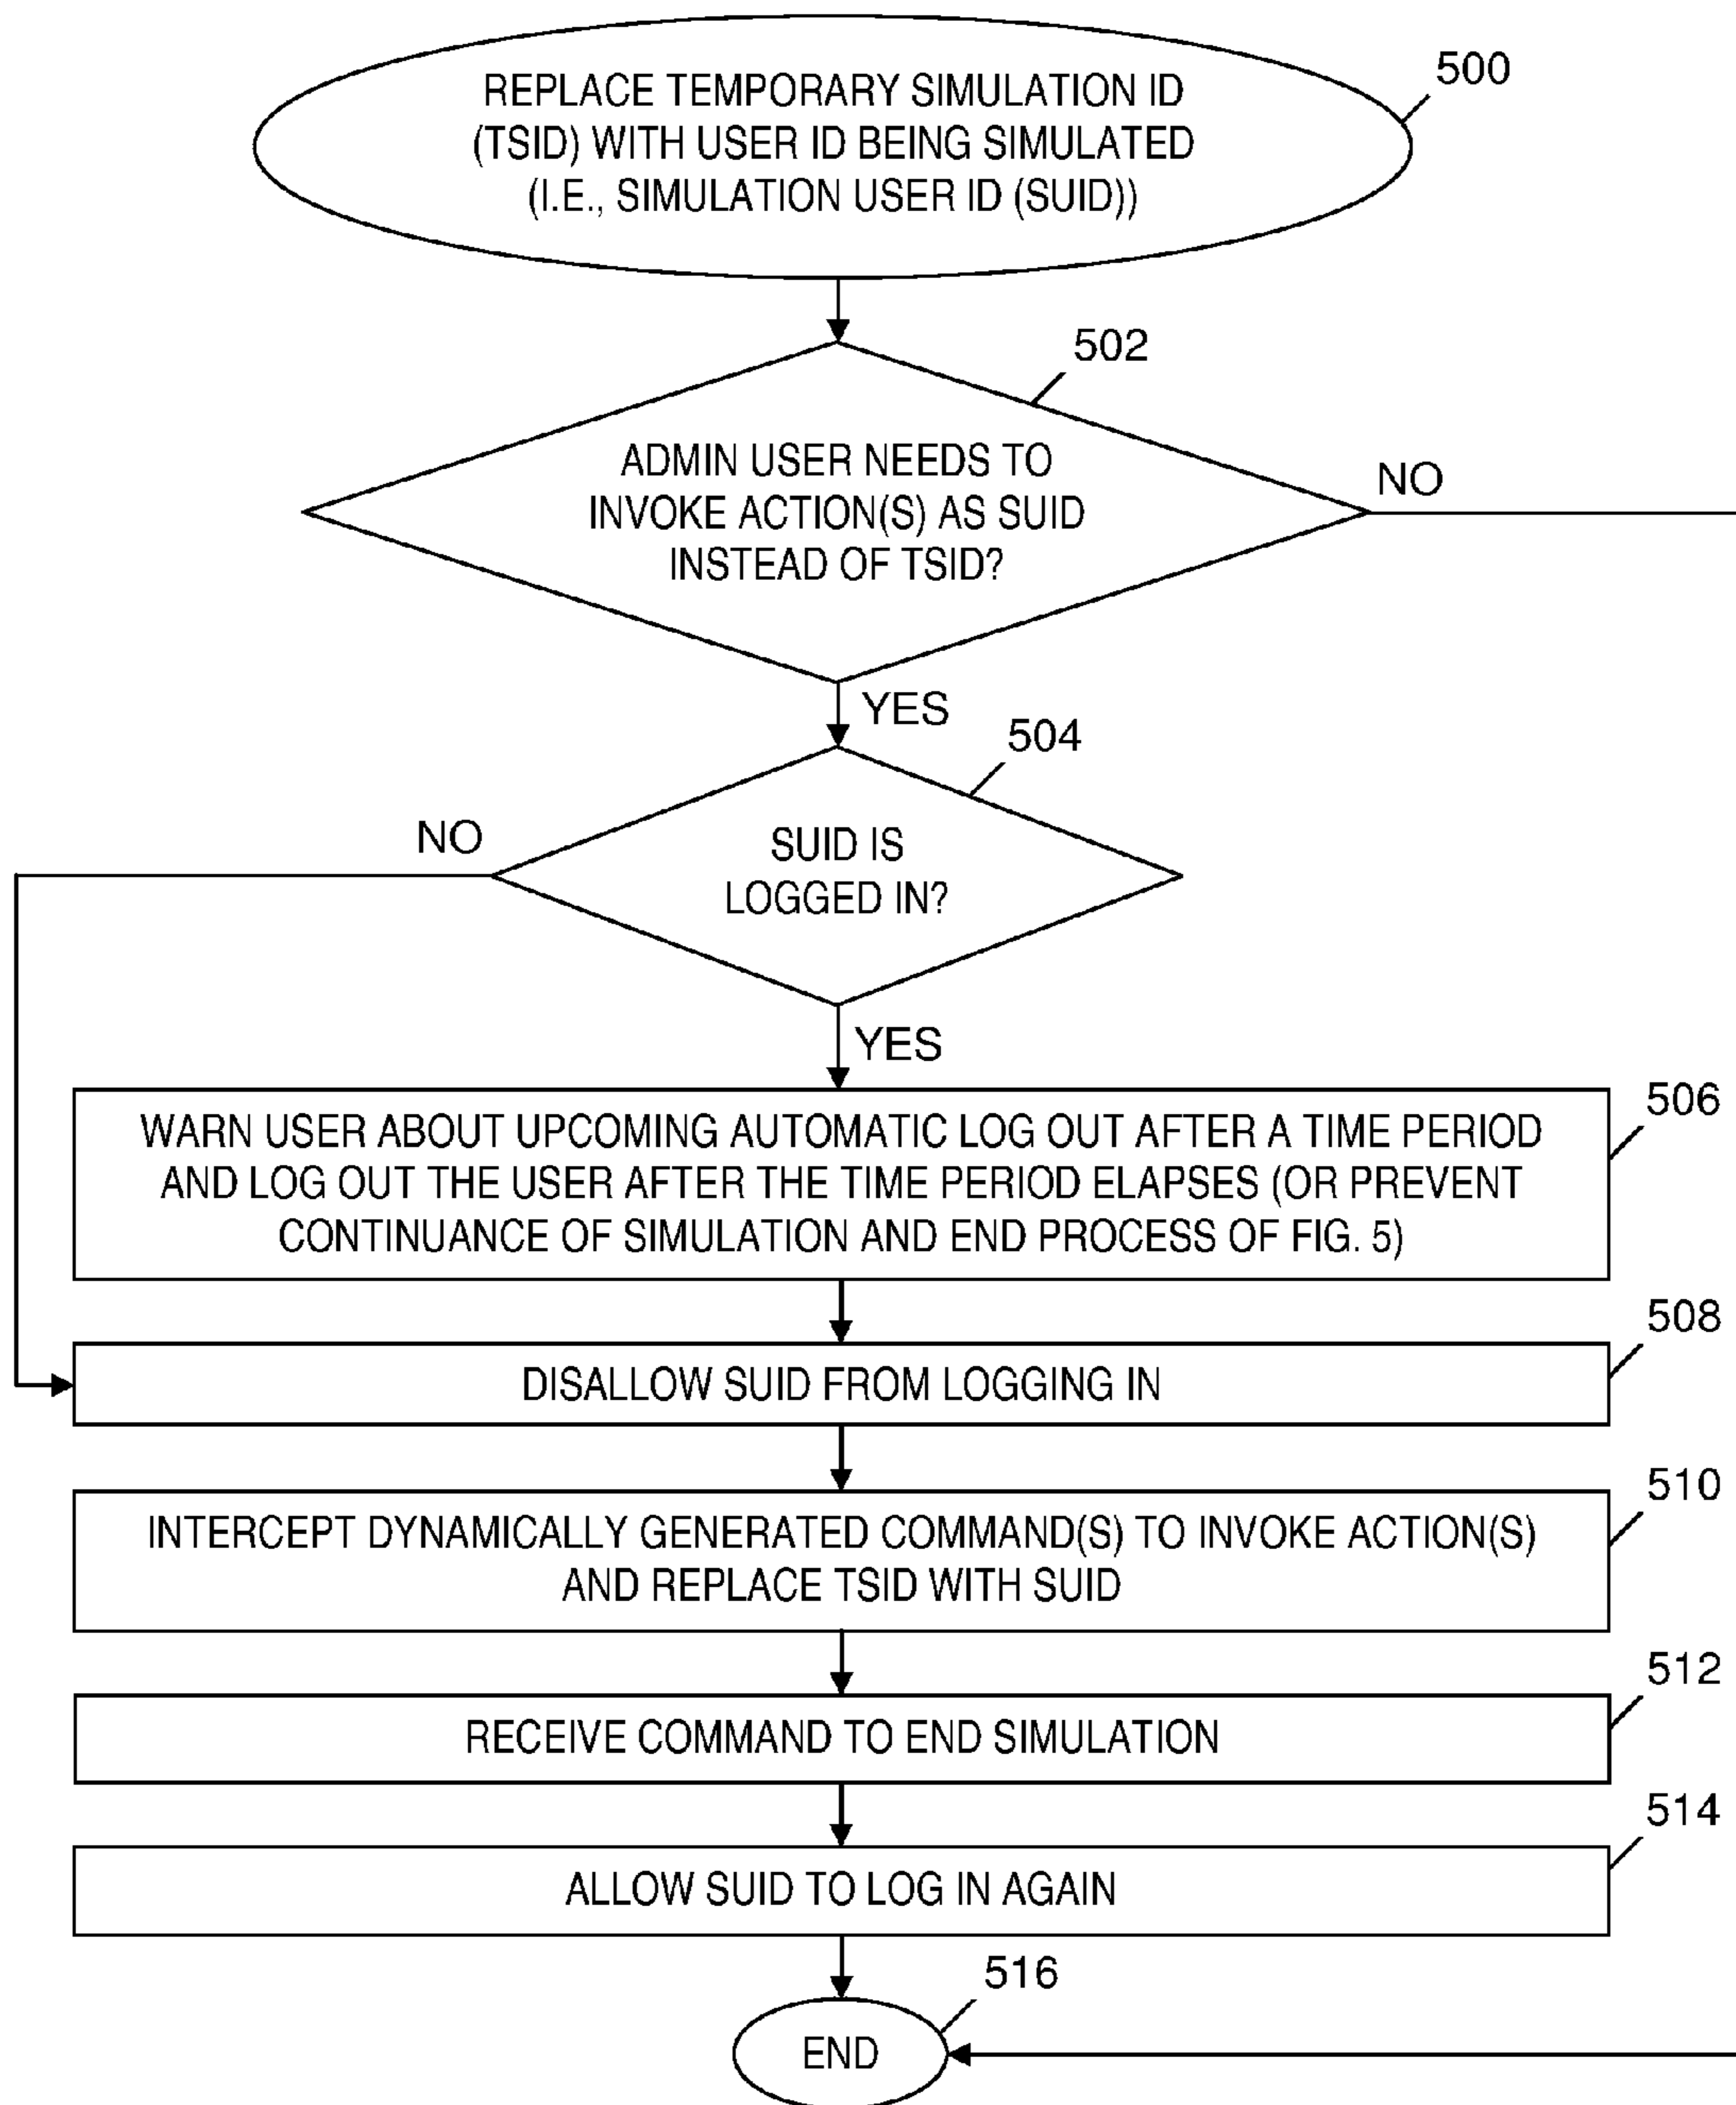 REPLACE TEMPORARY SIMULATION ID
(TSID) WITH USER ID BEING SIMULATED
(I.E., SIMULATION USER ID (SUID))
500
502
ADMIN USER NEEDS TO
INVOKE ACTION(S) AS SUID
INSTEAD OF TSID?
NO
YES
504
NO
SUID IS
LOGGED IN?
YES
506
WARN USER ABOUT UPCOMING AUTOMATIC LOG OUT AFTER A TIME PERIOD
AND LOG OUT THE USER AFTER THE TIME PERIOD ELAPSES (OR PREVENT
CONTINUANCE OF SIMULATION AND END PROCESS OF FIG. 5)
508
DISALLOW SUID FROM LOGGING IN
510
INTERCEPT DYNAMICALLY GENERATED COMMAND(S) TO INVOKE ACTION(S)
AND REPLACE TSID WITH SUID
512
RECEIVE COMMAND TO END SIMULATION
514
ALLOW SUID TO LOG IN AGAIN
516
END